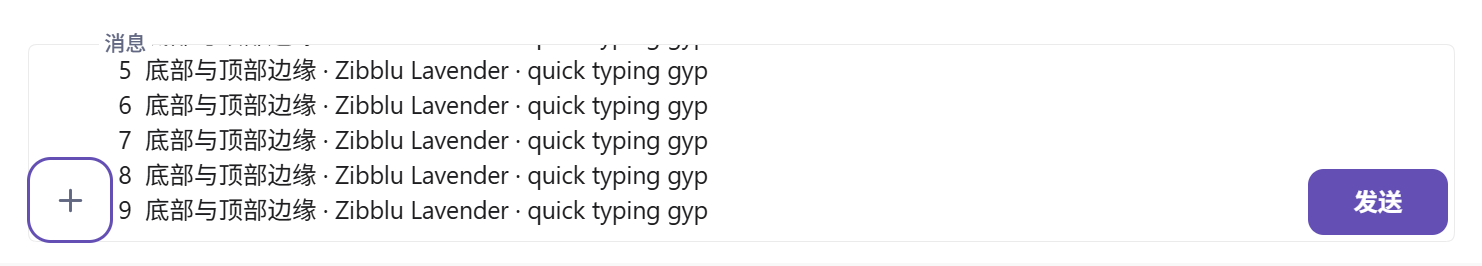 消息
5 底部与顶部边缘 · Zibblu Lavender · quick typing gyp
6 底部与顶部边缘 · Zibblu Lavender · quick typing gyp
7 底部与顶部边缘 · Zibblu Lavender · quick typing gyp
8 底部与顶部边缘 · Zibblu Lavender · quick typing gyp
9 底部与顶部边缘 · Zibblu Lavender · quick typing gyp
发送